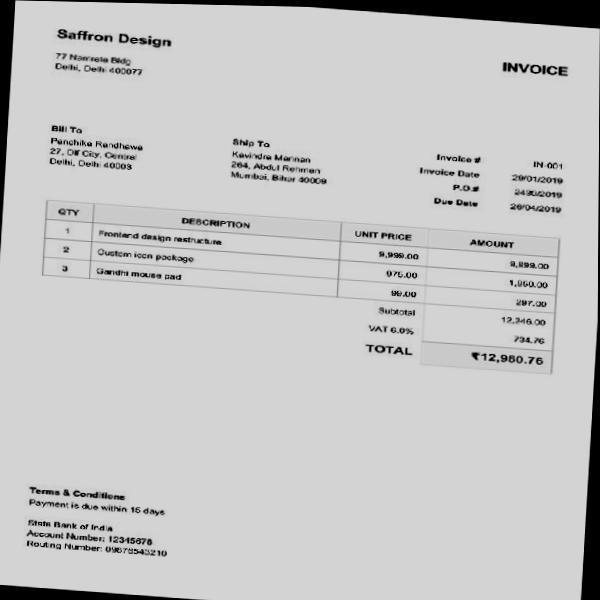 Saffron Design
77 Namrata Bldg
Delhi, Delhi 400077
INVOICE
Bill To
Panchika Randhawa
27, Dlf City, Central
Delhi, Delhi 40003
Ship To
Kavindra Mannan
264, Abdul Rehman
Mumbai, Bihar 40009
Invoice # IN-001
Invoice Date 29/01/2019
P.O.# 2430/2019
Due Date 26/04/2019
QTY DESCRIPTION UNIT PRICE AMOUNT
1 Frontend design restructure 9,999.00 9,999.00
2 Custom icon package 975.00 1,950.00
3 Gandhi mouse pad 99.00 297.00
Subtotal 12,246.00
VAT 6.0% 734.76
TOTAL ₹12,980.76
Terms & Conditions
Payment is due within 15 days
State Bank of India
Account Number: 12345678
Routing Number: 09876543210